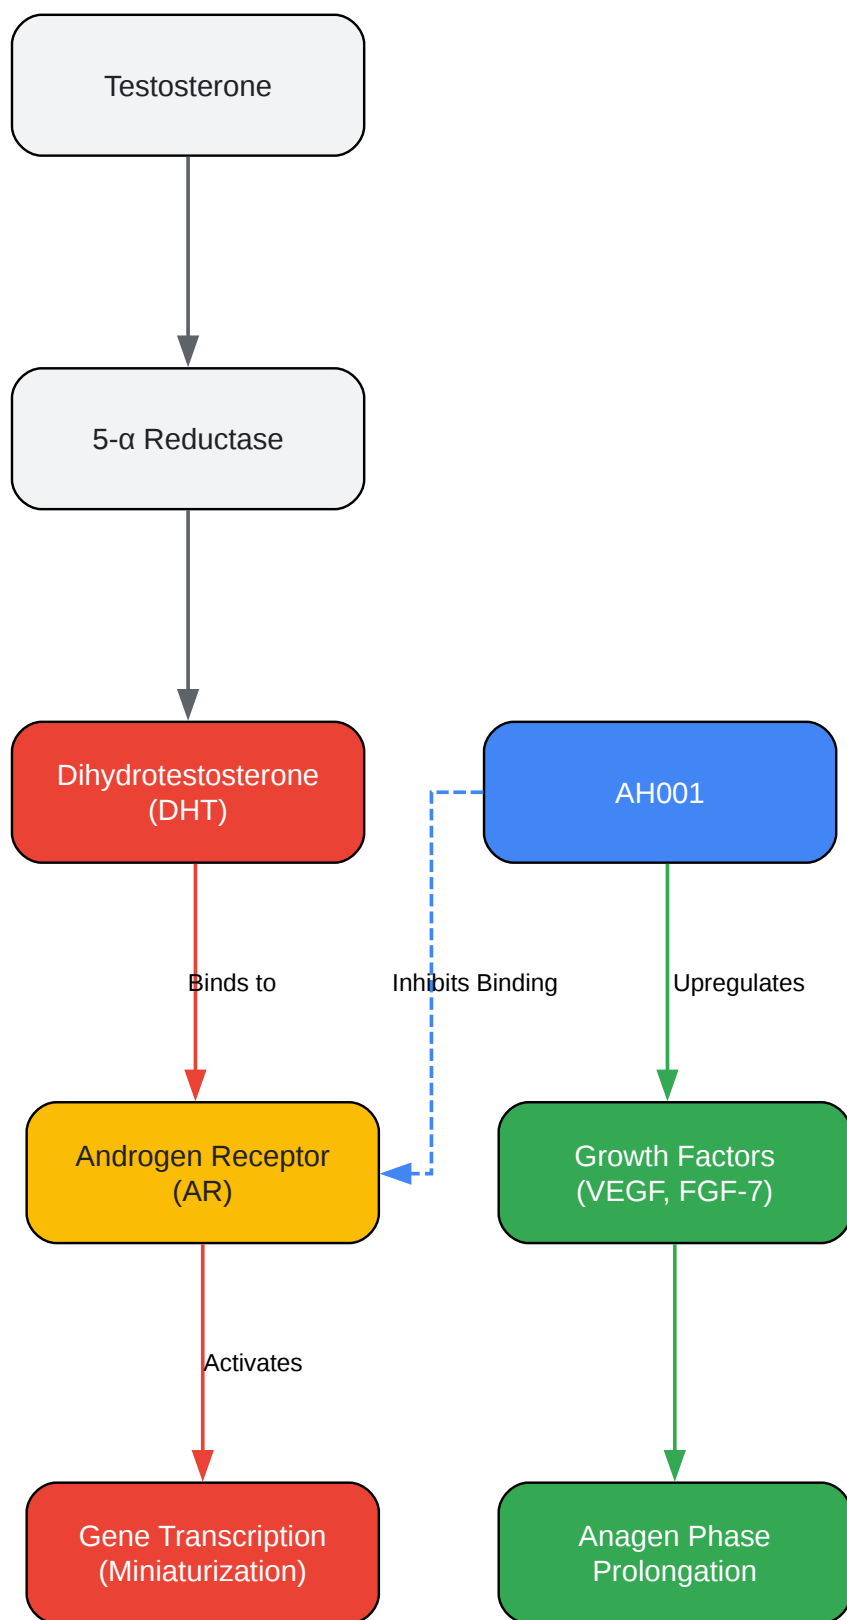 Testosterone
5-α Reductase
Dihydrotestosterone
(DHT)
AH001
Binds to
Inhibits Binding
Upregulates
Androgen Receptor
(AR)
Growth Factors
(VEGF, FGF-7)
Activates
Gene Transcription
(Miniaturization)
Anagen Phase
Prolongation